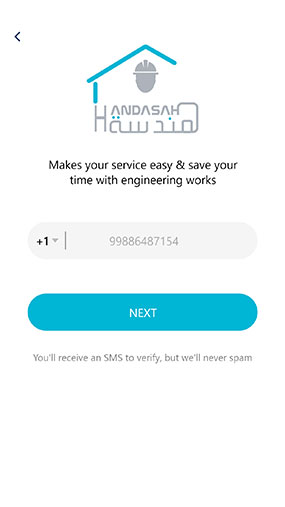 HANDASAH
هندسة
Makes your service easy & save your
time with engineering works
+1
99886487154
NEXT
You'll receive an SMS to verify, but we'll never spam